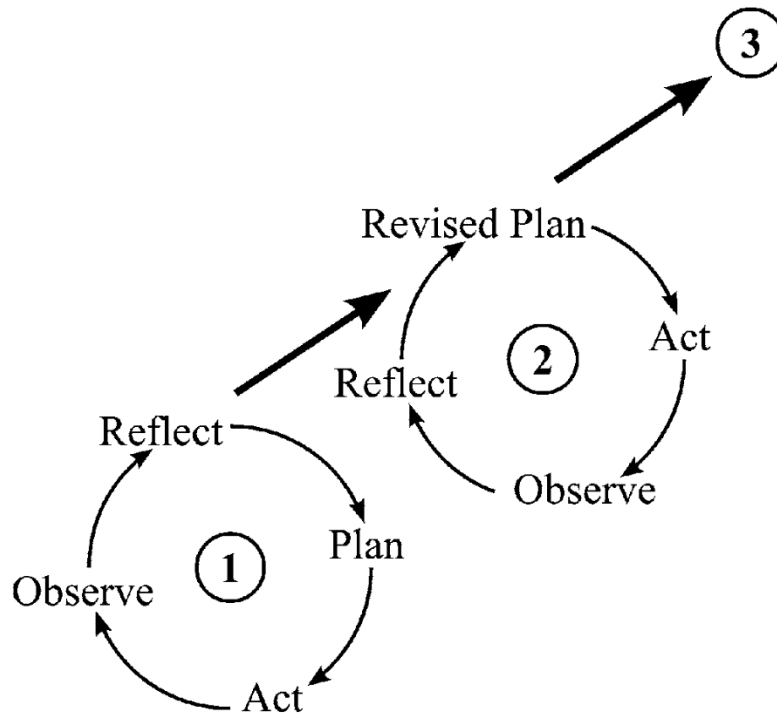 3
Revised Plan
Act
2
Reflect
Reflect
Observe
Plan
1
Observe
Act